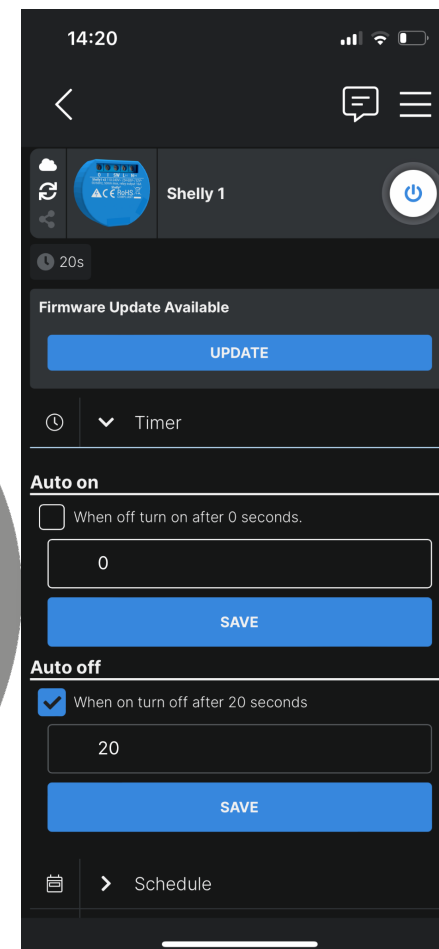 14:20
Shelly 1
20s
Firmware Update Available
UPDATE
Timer
Auto on
When off turn on after 0 seconds.
0
SAVE
Auto off
When on turn off after 20 seconds
20
SAVE
Schedule